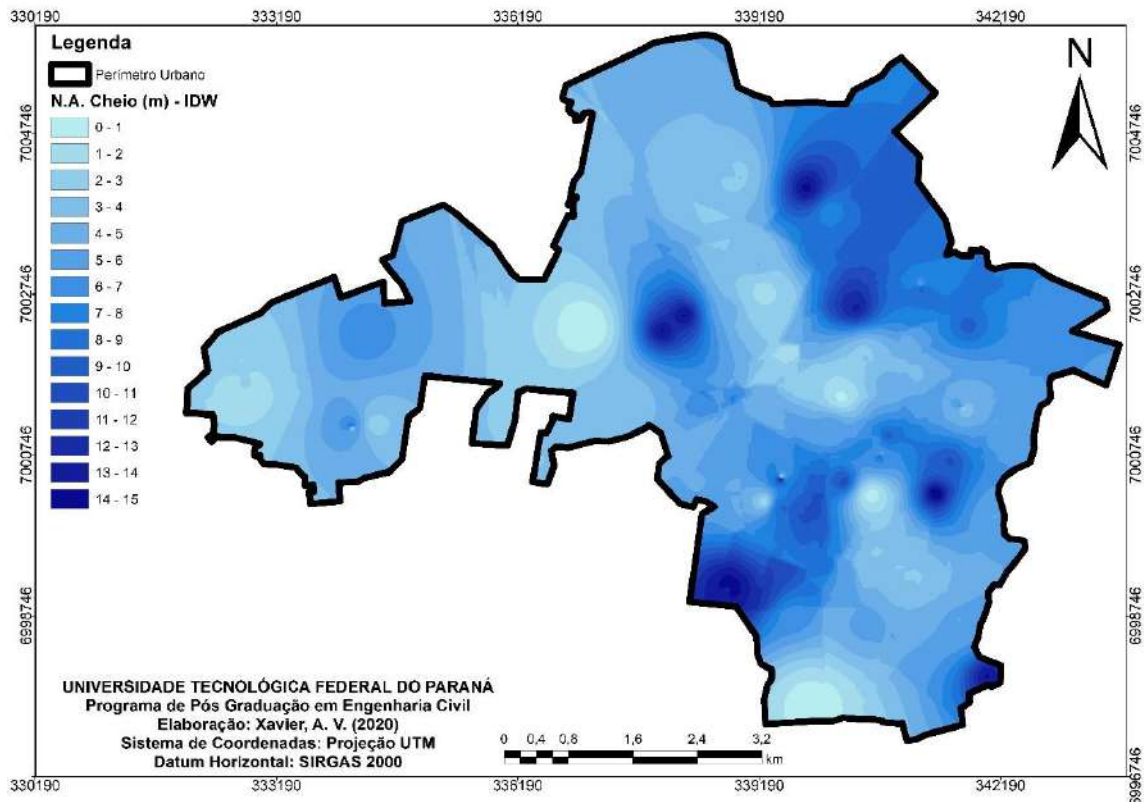 330190 333190 336190 339190 342190
Legenda
Perímetro Urbano
N.A. Cheio (m) - IDW
0 - 1
1 - 2
2 - 3
3 - 4
4 - 5
5 - 6
6 - 7
7 - 8
8 - 9
9 - 10
10 - 11
11 - 12
12 - 13
13 - 14
14 - 15
N
7004746 7004746
7002746 7002746
7000746 7000746
6998746 6998746
6996746
UNIVERSIDADE TECNOLÓGICA FEDERAL DO PARANÁ
Programa de Pós Graduação em Engenharia Civil
Elaboração: Xavier, A. V. (2020)
Sistema de Coordenadas: Projeção UTM
Datum Horizontal: SIRGAS 2000
0 0,4 0,8 1,6 2,4 3,2
km
330190 333190 336190 339190 342190